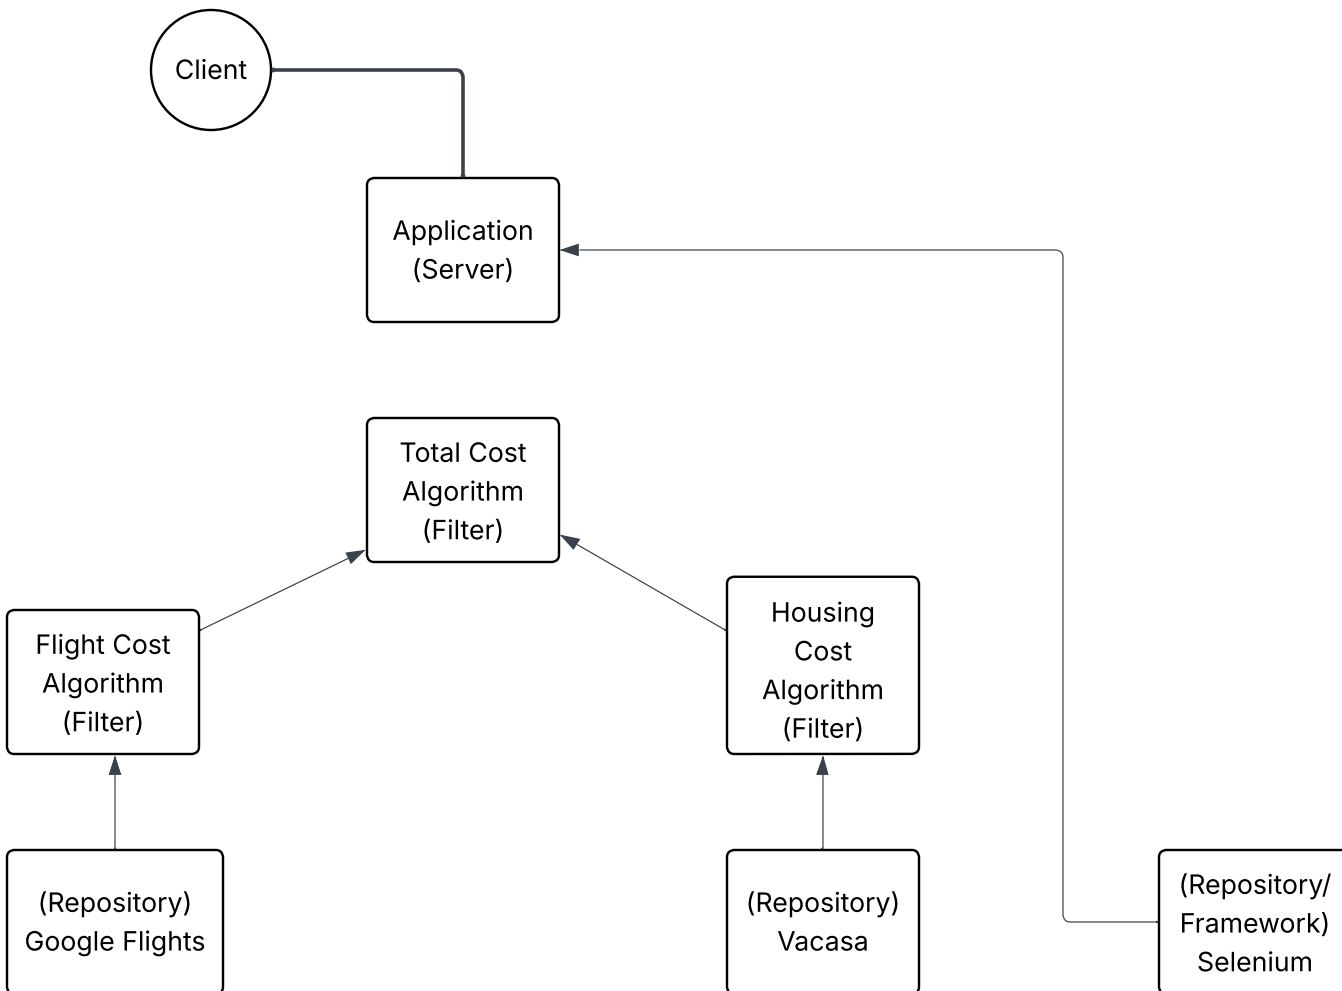 Client
Application
(Server)
Total Cost
Algorithm
(Filter)
Flight Cost
Algorithm
(Filter)
Housing
Cost
Algorithm
(Filter)
(Repository)
Google Flights
(Repository)
Vacasa
(Repository/
Framework)
Selenium